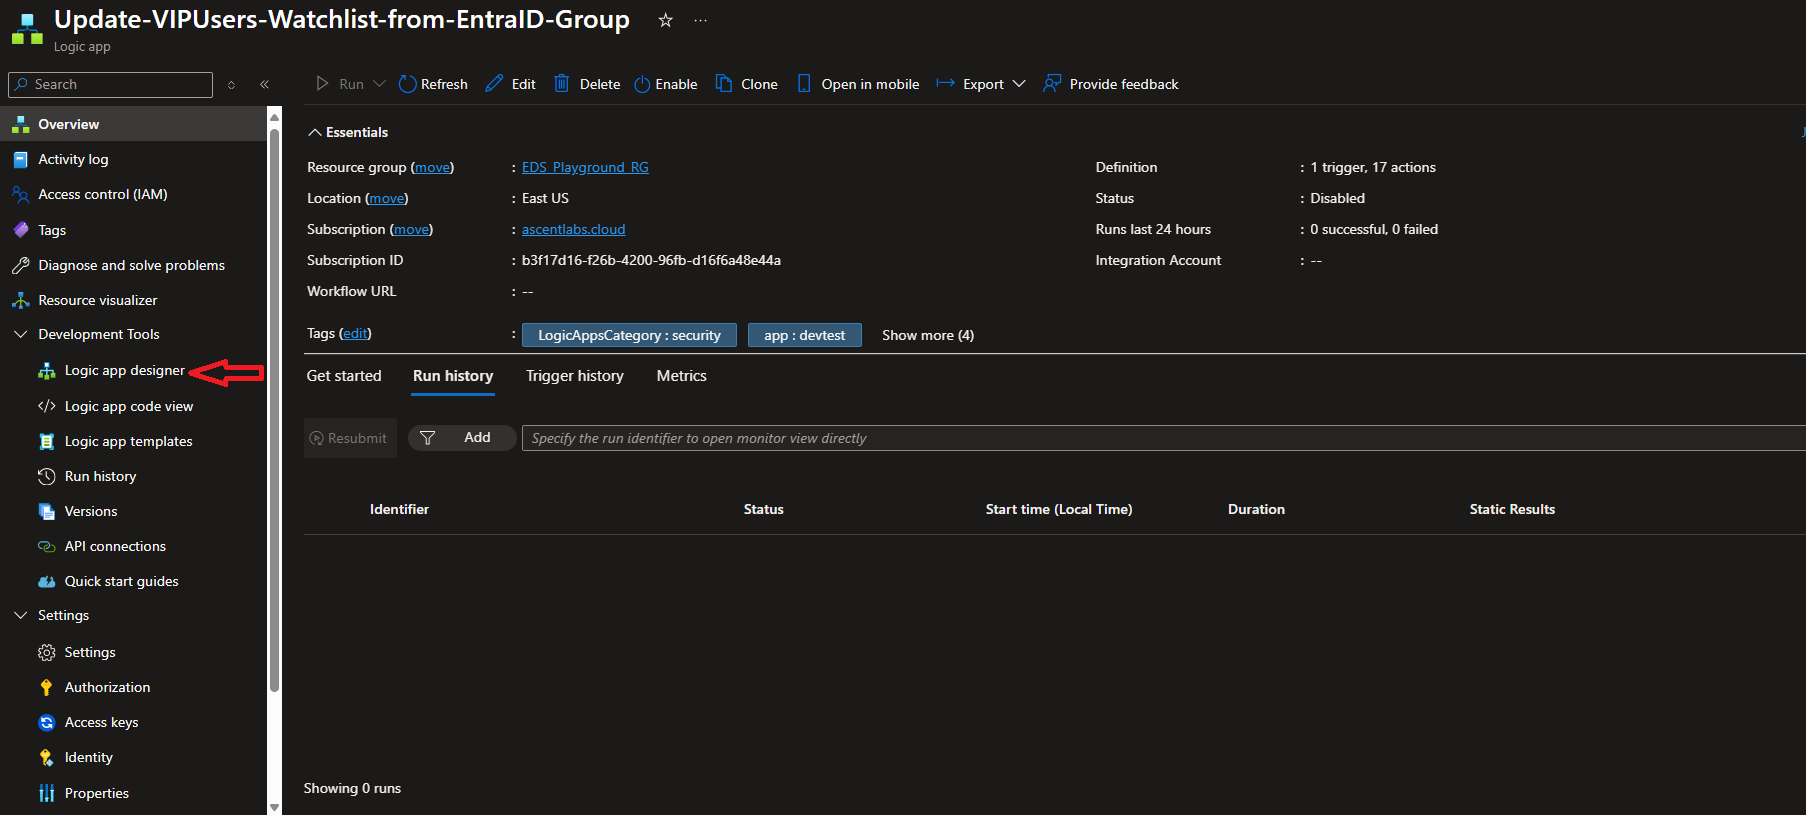 Update-VIPUsers-Watchlist-from-EntraID-Group
Logic app
Search
Run
Refresh
Edit
Delete
Enable
Clone
Open in mobile
Export
Provide feedback
Overview
Activity log
Access control (IAM)
Tags
Diagnose and solve problems
Resource visualizer
Development Tools
Logic app designer
Logic app code view
Logic app templates
Run history
Versions
API connections
Quick start guides
Settings
Settings
Authorization
Access keys
Identity
Properties
Essentials
Resource group (move) : EDS_Playground_RG
Location (move) : East US
Subscription (move) : ascentlabs.cloud
Subscription ID : b3f17d16-f26b-4200-96fb-d16f6a48e44a
Workflow URL : --
Definition : 1 trigger, 17 actions
Status : Disabled
Runs last 24 hours : 0 successful, 0 failed
Integration Account : --
Tags (edit) : LogicAppsCategory : security app : devtest Show more (4)
Get started Run history Trigger history Metrics
Resubmit Add Specify the run identifier to open monitor view directly
Identifier Status Start time (Local Time) Duration Static Results
Showing 0 runs